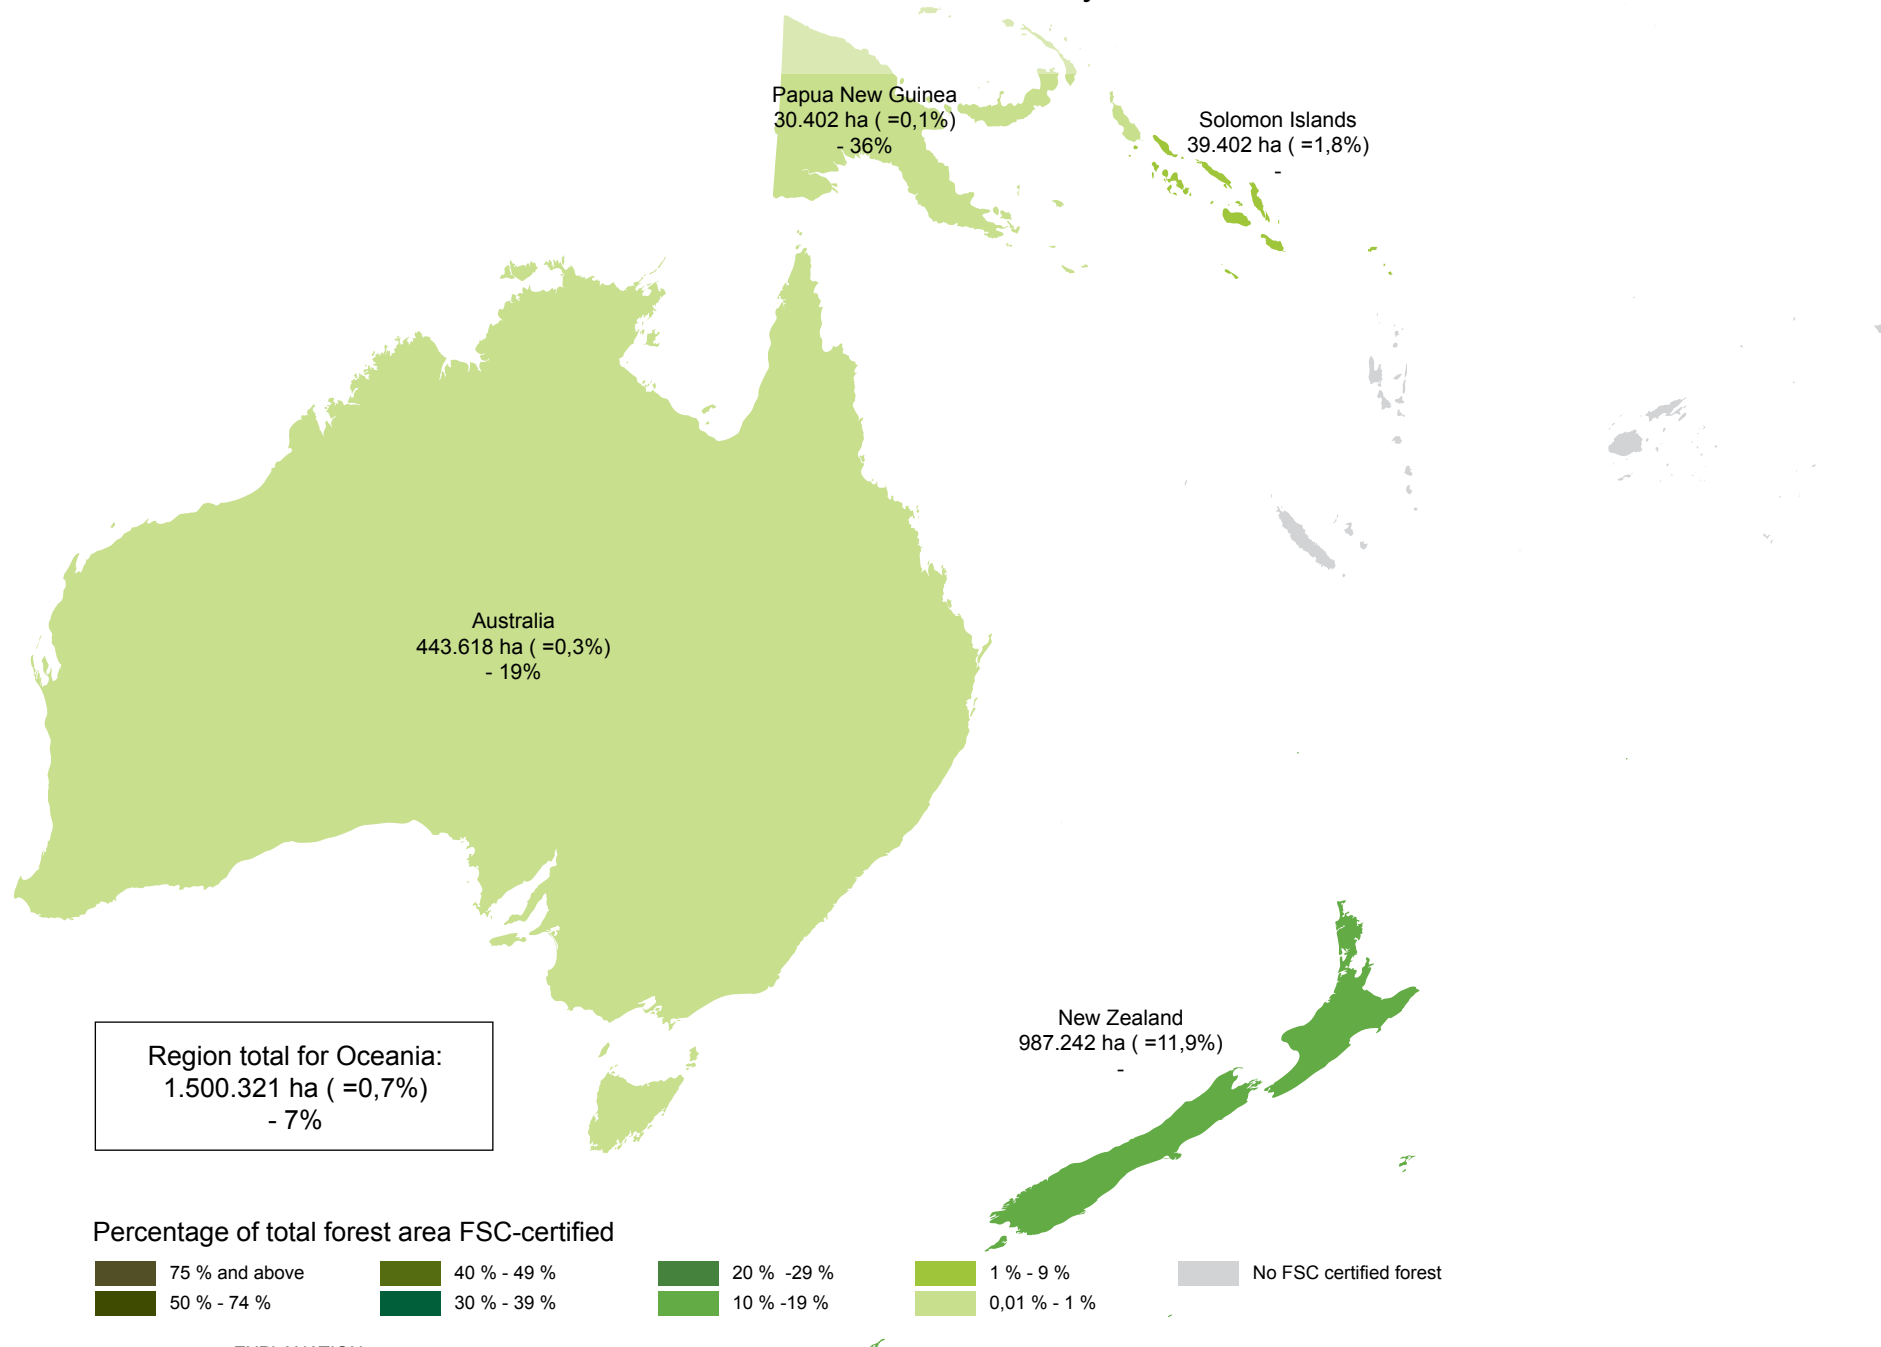 Papua New Guinea
30.402 ha ( =0,1%)
- 36%
Solomon Islands
39.402 ha ( =1,8%)
-
Australia
443.618 ha ( =0,3%)
- 19%
New Zealand
987.242 ha ( =11,9%)
-
Region total for Oceania:
1.500.321 ha ( =0,7%)
- 7%
Percentage of total forest area FSC-certified
75 % and above
50 % - 74 %
40 % - 49 %
30 % - 39 %
20 % -29 %
10 % -19 %
1 % - 9 %
0,01 % - 1 %
No FSC certified forest